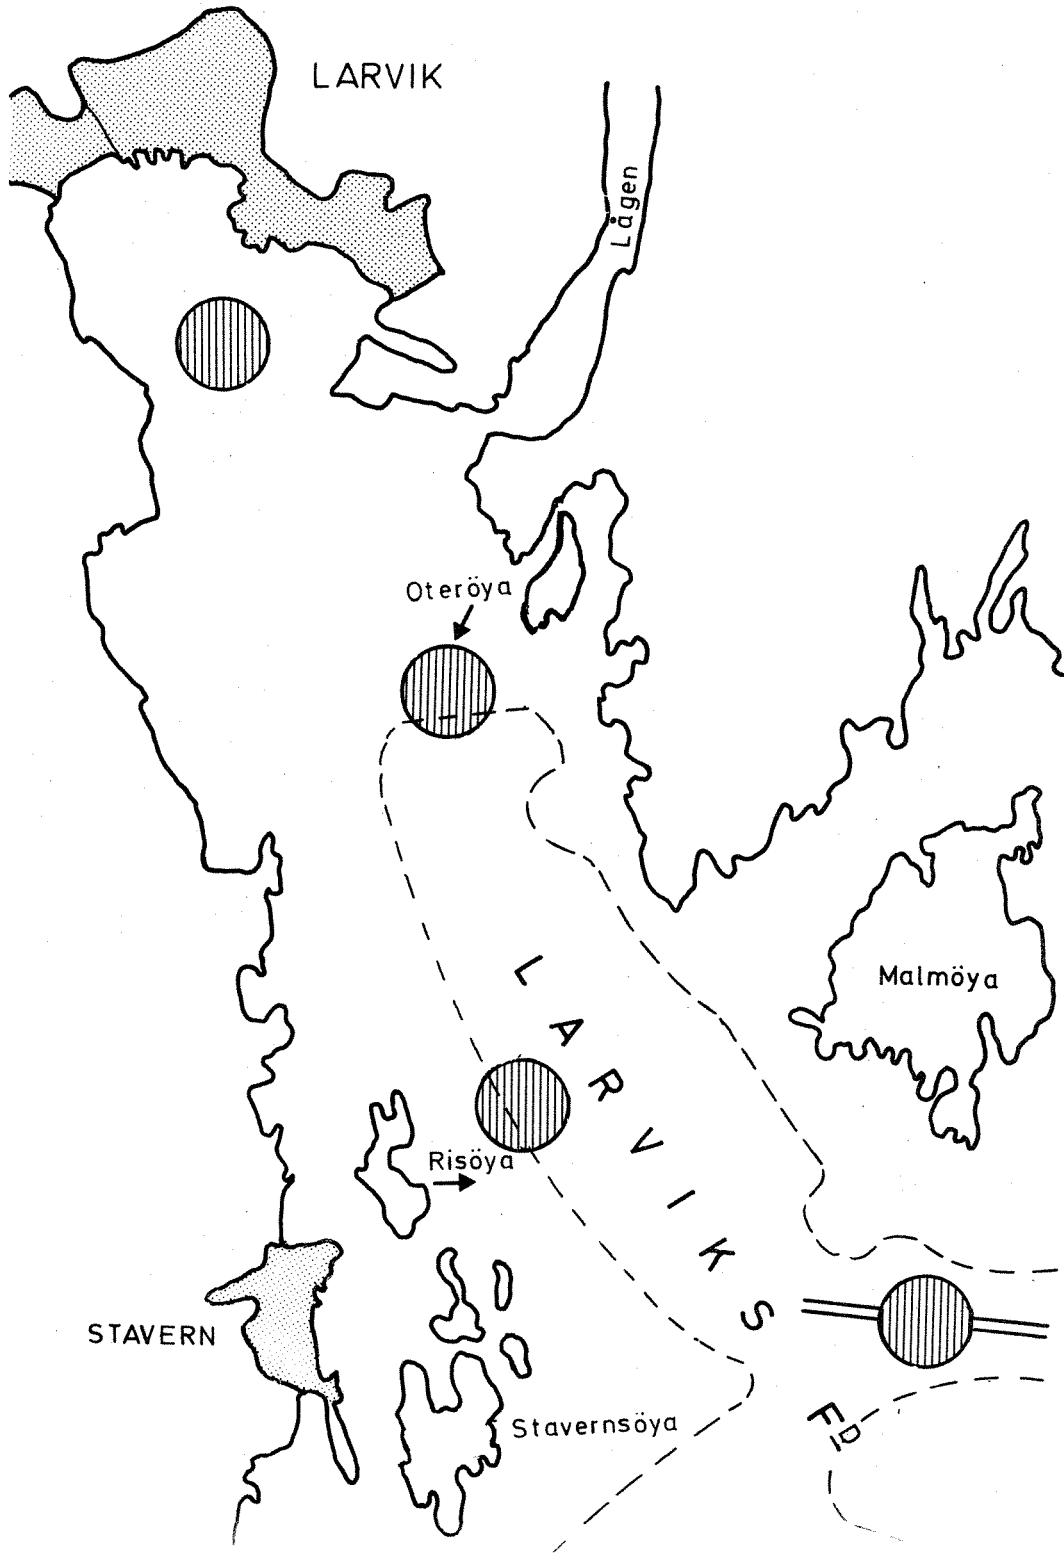 LARVIK
Lågen
Oteröya
Malmöya
LARVIKS
Risöya
STAVERN
Stavernsöya
FD